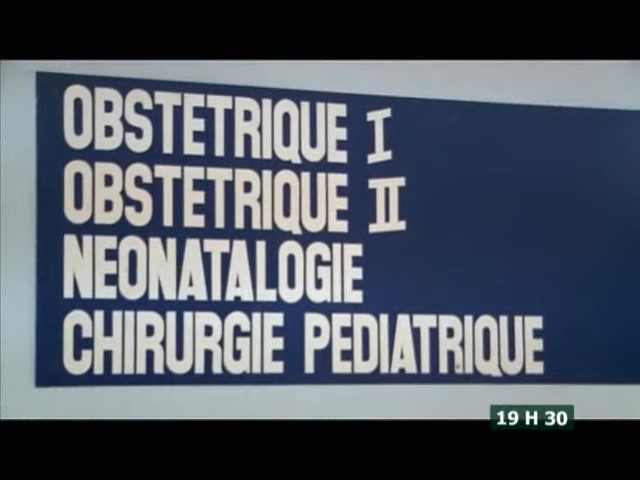 OBSTETRIQUE I
OBSTETRIQUE II
NEONATALOGIE
CHIRURGIE PEDIATRIQUE
19 H 30